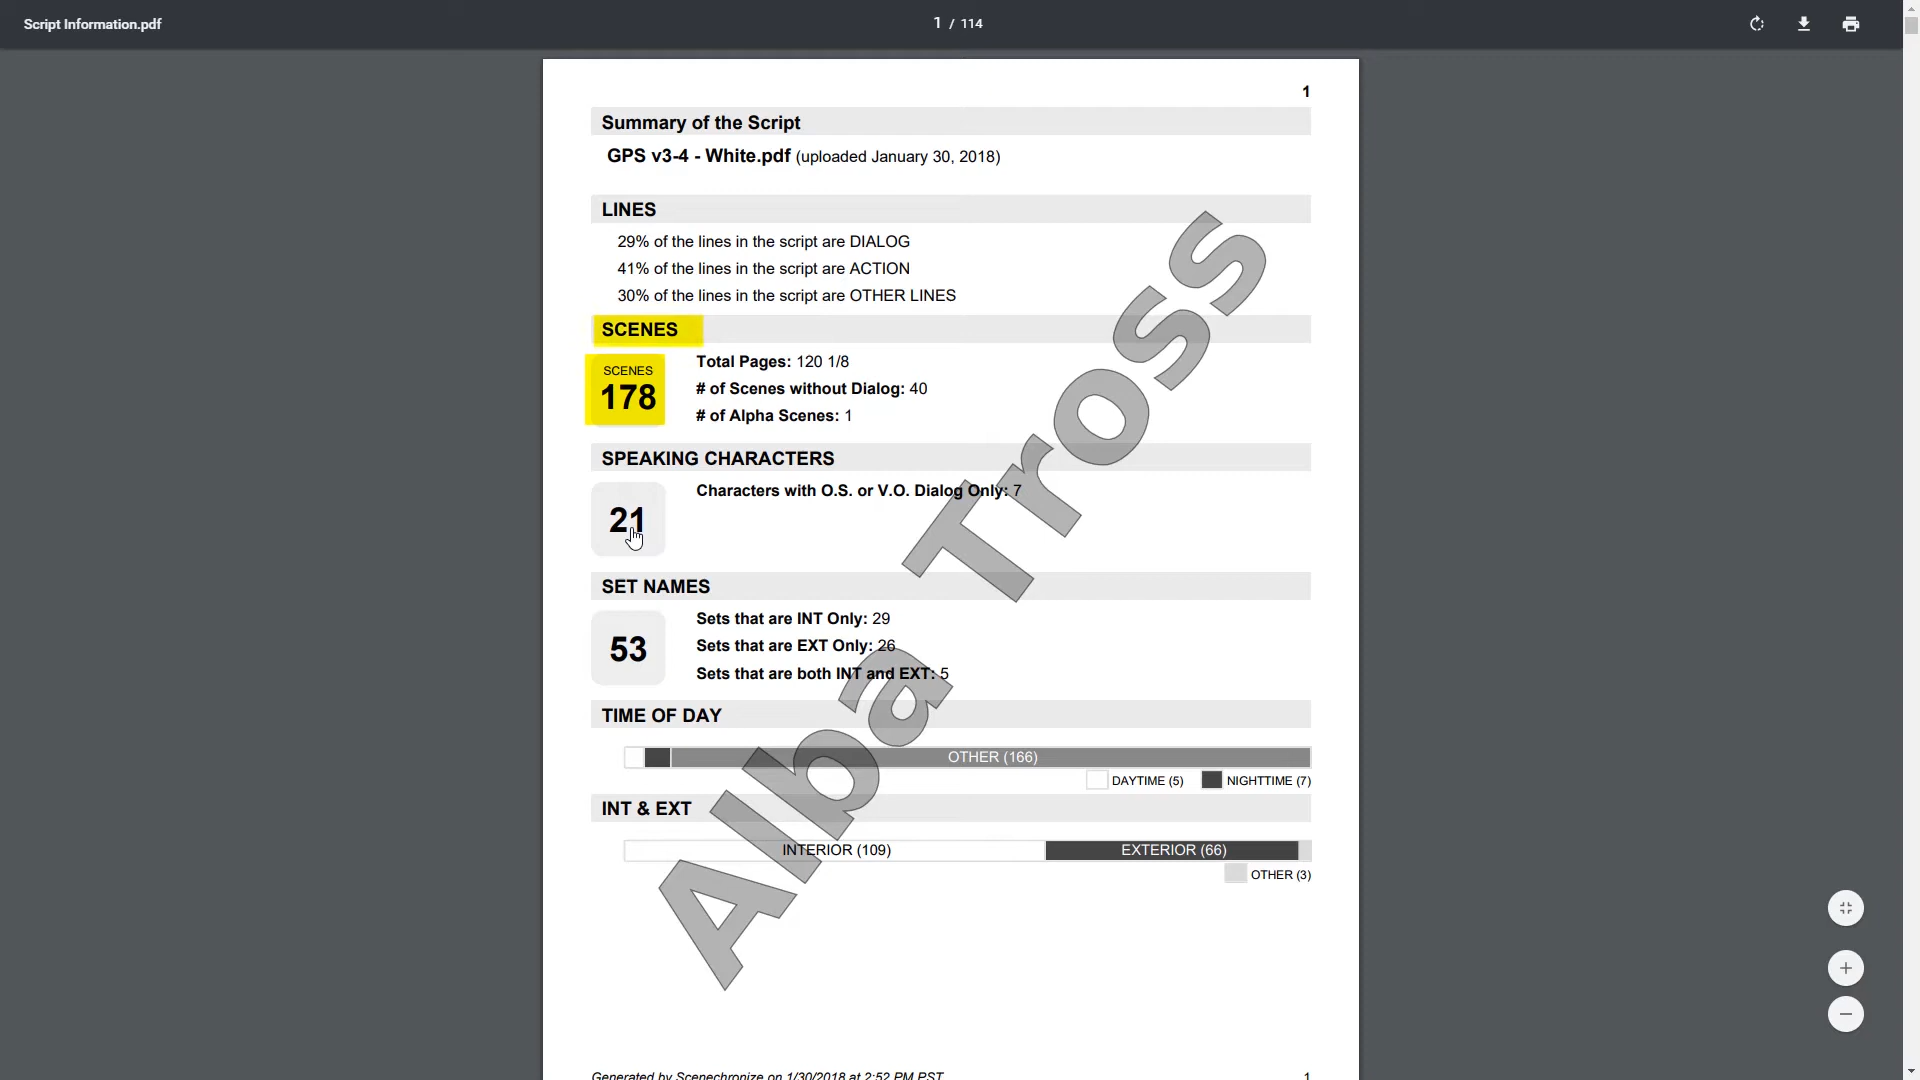 Script Information.pdf
1 / 114
1
Summary of the Script
GPS v3-4 - White.pdf (uploaded January 30, 2018)
LINES
29% of the lines in the script are DIALOG
41% of the lines in the script are ACTION
30% of the lines in the script are OTHER LINES
SCENES
SCENES
178
Total Pages: 120 1/8
# of Scenes without Dialog: 40
# of Alpha Scenes: 1
SPEAKING CHARACTERS
21
Characters with O.S. or V.O. Dialog Only: 7
SET NAMES
53
Sets that are INT Only: 29
Sets that are EXT Only: 26
Sets that are both INT and EXT: 5
TIME OF DAY
OTHER (166)
DAYTIME (5) NIGHTTIME (7)
INT & EXT
INTERIOR (109) EXTERIOR (66)
OTHER (3)
Alba Tross
Generated by Scenechronize on 1/30/2018 at 2:52 PM PST
1